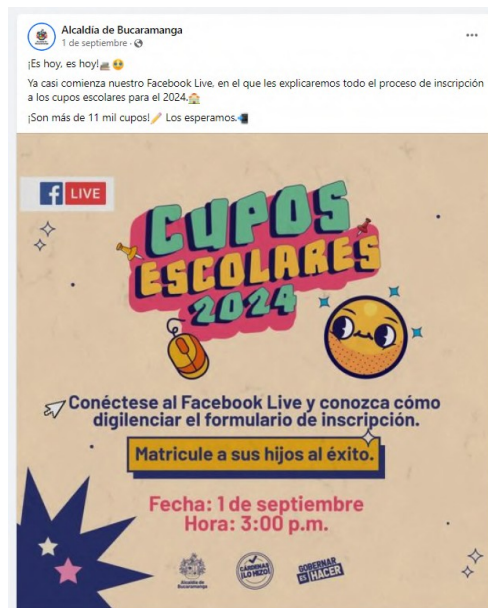 Alcaldía de Bucaramanga
1 de septiembre ·
¡Es hoy, es hoy!
Ya casi comienza nuestro Facebook Live, en el que les explicaremos todo el proceso de inscripción
a los cupos escolares para el 2024.
¡Son más de 11 mil cupos! Los esperamos.
f LIVE
CUPOS
ESCOLARES
2024
Conéctese al Facebook Live y conozca cómo
digilenciar el formulario de inscripción.
Matricule a sus hijos al éxito.
Fecha: 1 de septiembre
Hora: 3:00 p.m.
Alcaldía de
Bucaramanga
CÁRDENAS
¡LO HIZO!
GOBERNAR
ES HACER